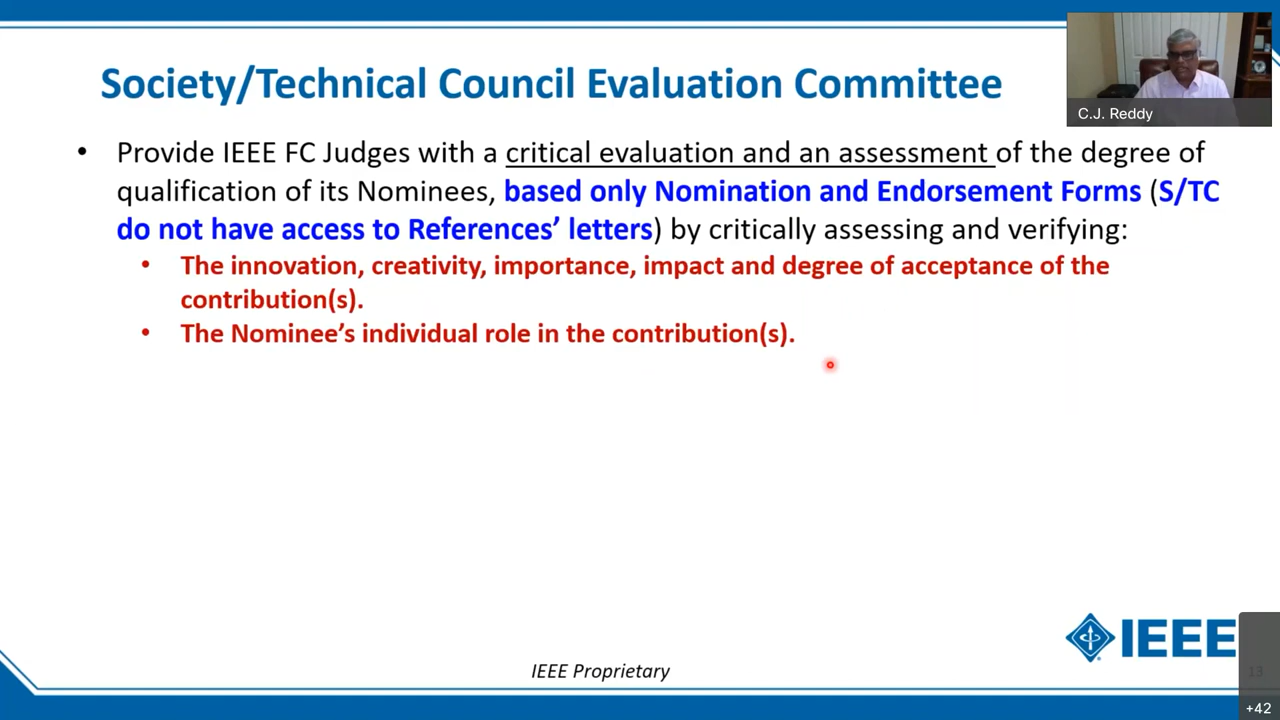 Society/Technical Council Evaluation Committee
C.J. Reddy
• Provide IEEE FC Judges with a critical evaluation and an assessment of the degree of
qualification of its Nominees, based only Nomination and Endorsement Forms (S/TC
do not have access to References’ letters) by critically assessing and verifying:
• The innovation, creativity, importance, impact and degree of acceptance of the
contribution(s).
• The Nominee’s individual role in the contribution(s).
IEEE
IEEE Proprietary
13
+42